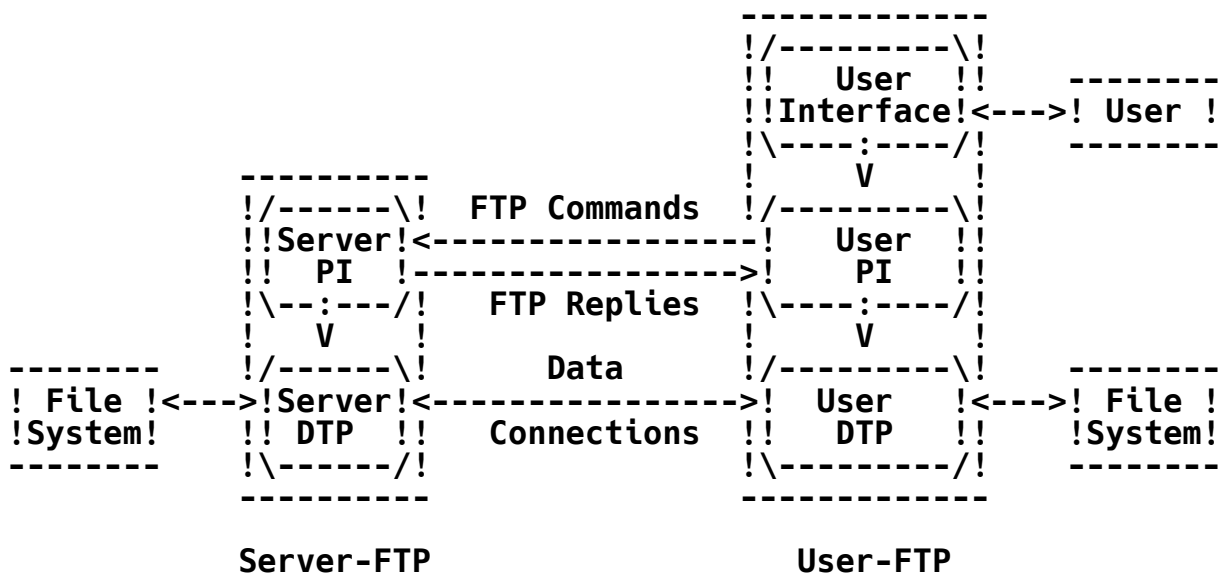 -------------
                                      !/---------\!
                                      !!   User  !!    --------
                                      !!Interface!<--->! User !
                                      !\----:----/!    --------
            ----------                !     V     !
            !/------\!  FTP Commands  !/---------\!
            !!Server!<----------------!   User  !!
            !!  PI  !---------------->!    PI   !!
            !\--:---/!   FTP Replies  !\----:----/!
            !   V    !                !     V     !
--------    !/------\!      Data      !/---------\!    --------
! File !<--->!Server!<---------------->!  User   !<--->! File !
!System!    !! DTP  !!   Connections  !!   DTP   !!    !System!
--------    !\------/!                !\---------/!    --------
            ----------                -------------
            Server-FTP                   User-FTP